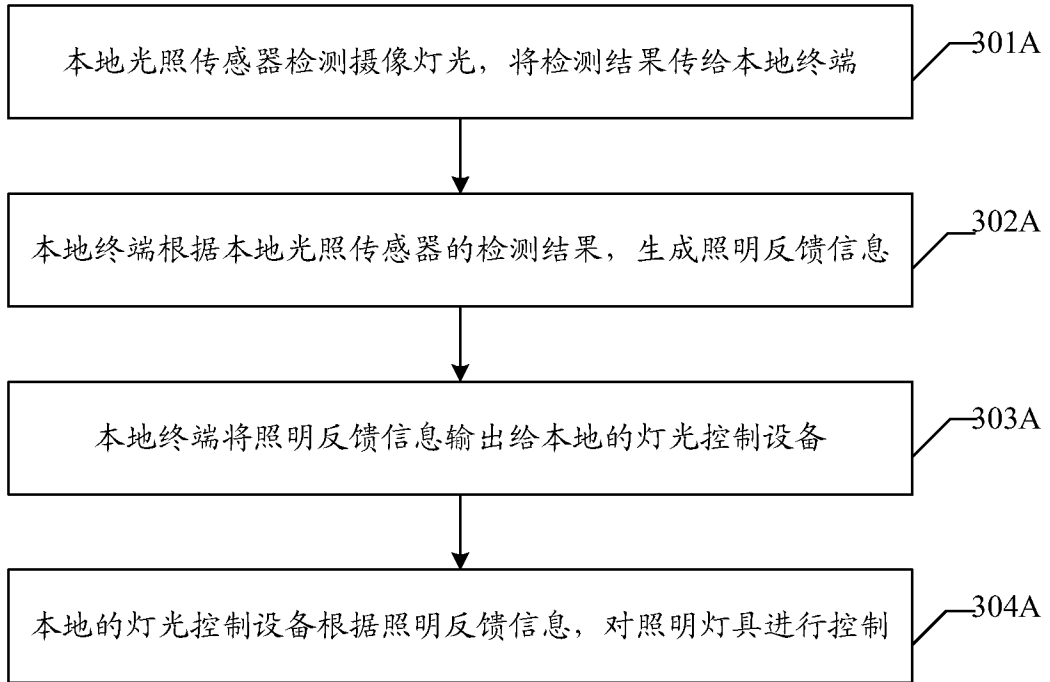 本地光照传感器检测摄像灯光，将检测结果传给本地终端
301A
本地终端根据本地光照传感器的检测结果，生成照明反馈信息
302A
本地终端将照明反馈信息输出给本地的灯光控制设备
303A
本地的灯光控制设备根据照明反馈信息，对照明灯具进行控制
304A